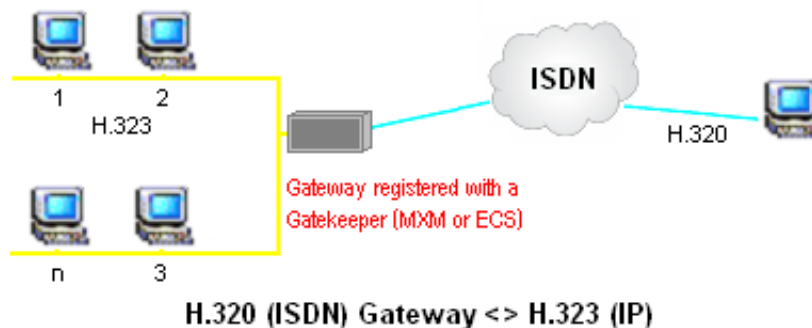 ISDN
1
2
H.323
H.320
Gateway registered with a
Gatekeeper (MXM or ECS)
n
3
H.320 (ISDN) Gateway <> H.323 (IP)